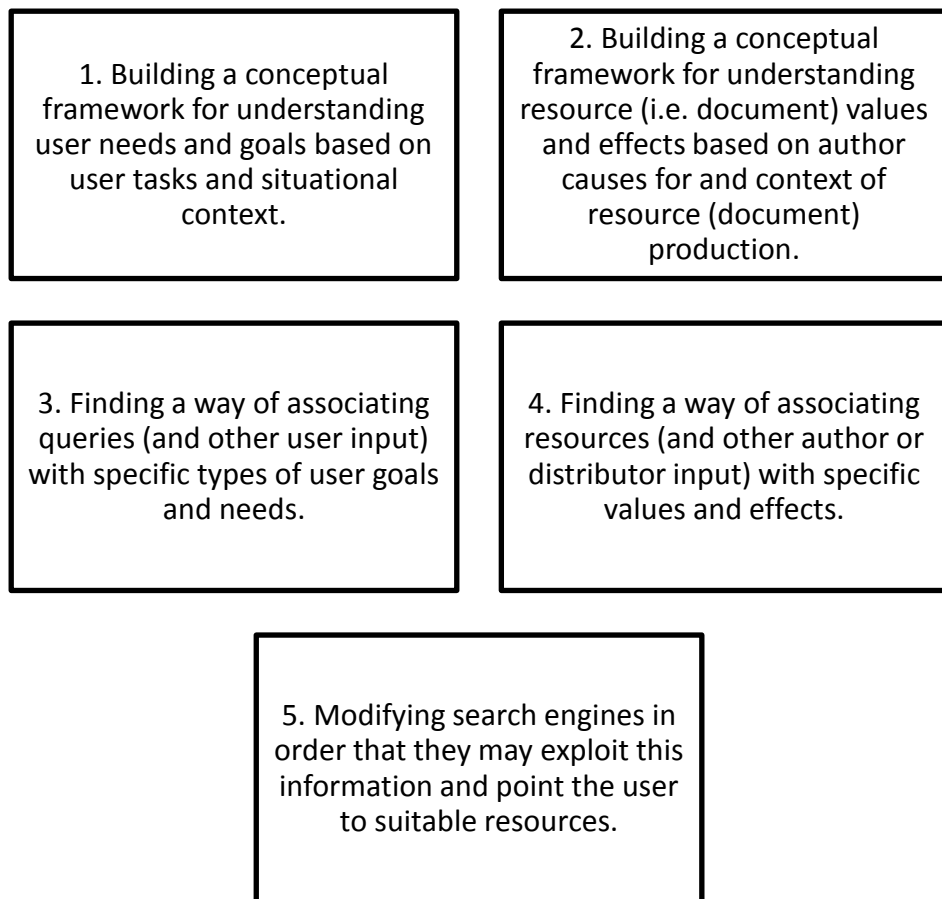 1. Building a conceptual
framework for understanding
user needs and goals based on
user tasks and situational
context.
2. Building a conceptual
framework for understanding
resource (i.e. document) values
and effects based on author
causes for and context of
resource (document)
production.
3. Finding a way of associating
queries (and other user input)
with specific types of user goals
and needs.
4. Finding a way of associating
resources (and other author or
distributor input) with specific
values and effects.
5. Modifying search engines in
order that they may exploit this
information and point the user
to suitable resources.